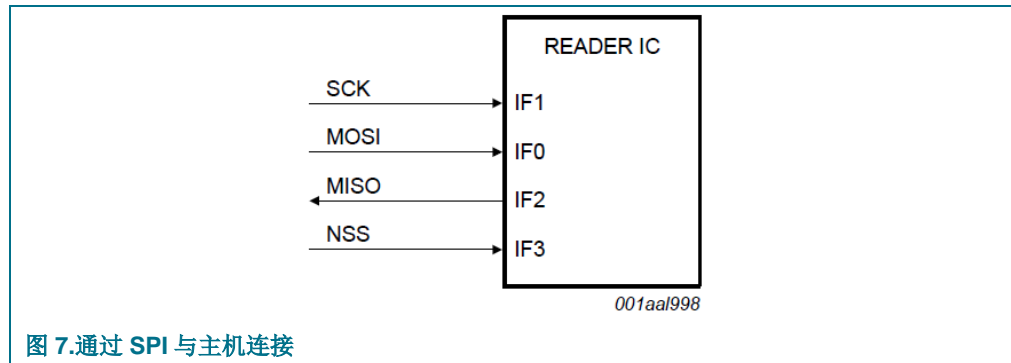 READER IC
SCK
IF1
MOSI
IF0
MISO
IF2
NSS
IF3
001aal998
图 7.通过 SPI 与主机连接